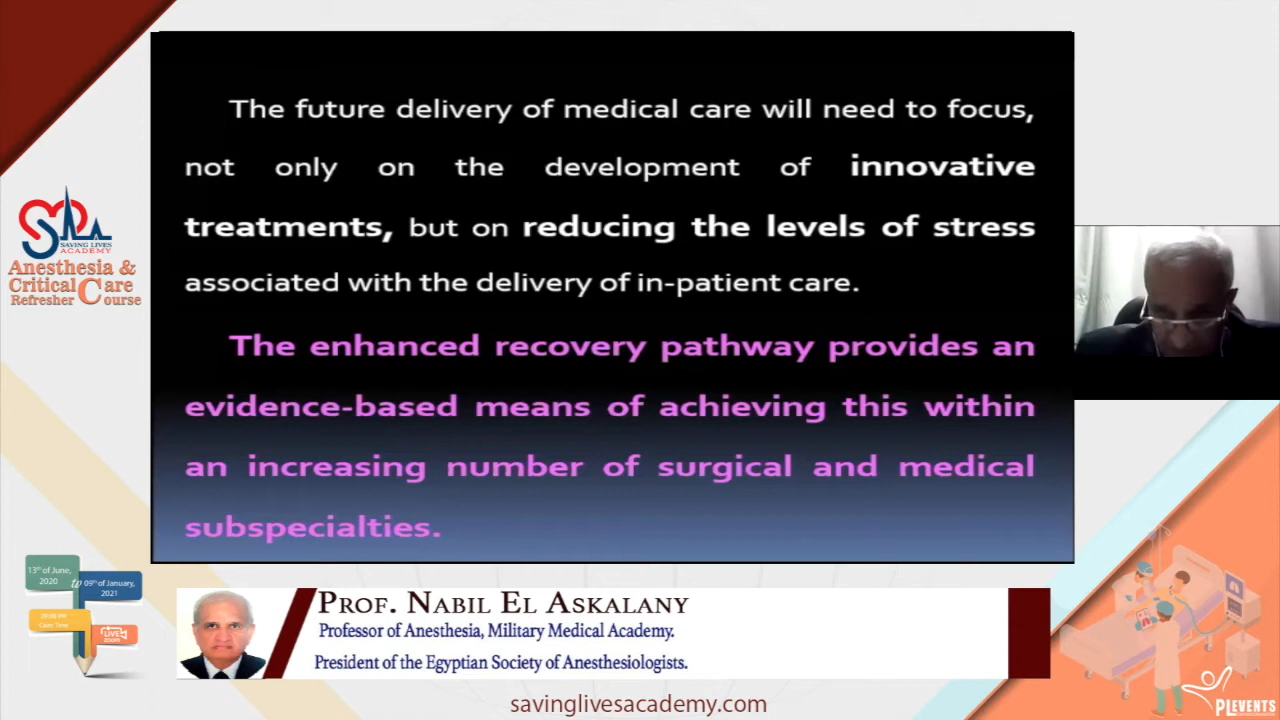 The future delivery of medical care will need to focus,
not only on the development of innovative
treatments, but on reducing the levels of stress
associated with the delivery of in-patient care.
The enhanced recovery pathway provides an
evidence-based means of achieving this within
an increasing number of surgical and medical
subspecialties.
SAVING LIVES
ACADEMY
Anesthesia &
Critical Care
Refresher Course
13th of June,
2020
to 09th of January,
2021
Cairo Time
LIVE
ZOOM
PROF. NABIL EL ASKALANY
Professor of Anesthesia, Military Medical Academy.
President of the Egyptian Society of Anesthesiologists.
savinglivesacademy.com
PLEVENTS